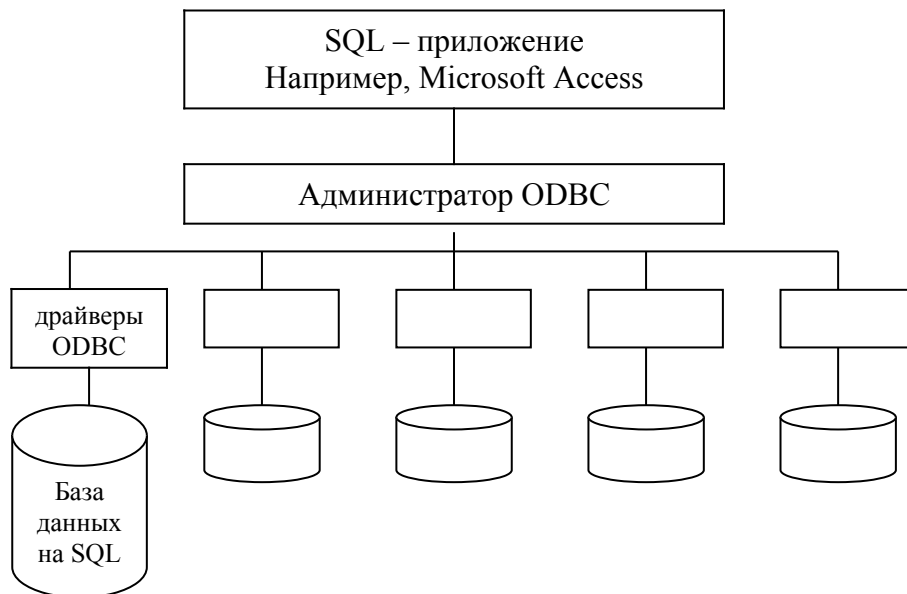 SQL – приложение
Например, Microsoft Access
Администратор ODBC
драйверы
ODBC
База
данных
на SQL